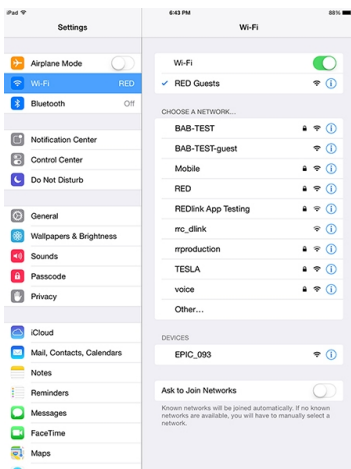 iPad
6:43 PM
88%
Settings
Wi-Fi
Airplane Mode
Wi-Fi RED
Bluetooth Off
Notification Center
Control Center
Do Not Disturb
General
Wallpapers & Brightness
Sounds
Passcode
Privacy
iCloud
Mail, Contacts, Calendars
Notes
Reminders
Messages
FaceTime
Maps
Wi-Fi
RED Guests
CHOOSE A NETWORK...
BAB-TEST
BAB-TEST-guest
Mobile
RED
REDlink App Testing
rrc_dlink
rrproduction
TESLA
voice
Other...
DEVICES
EPIC_093
Ask to Join Networks
Known networks will be joined automatically. If no known
networks are available, you will have to manually select a
network.